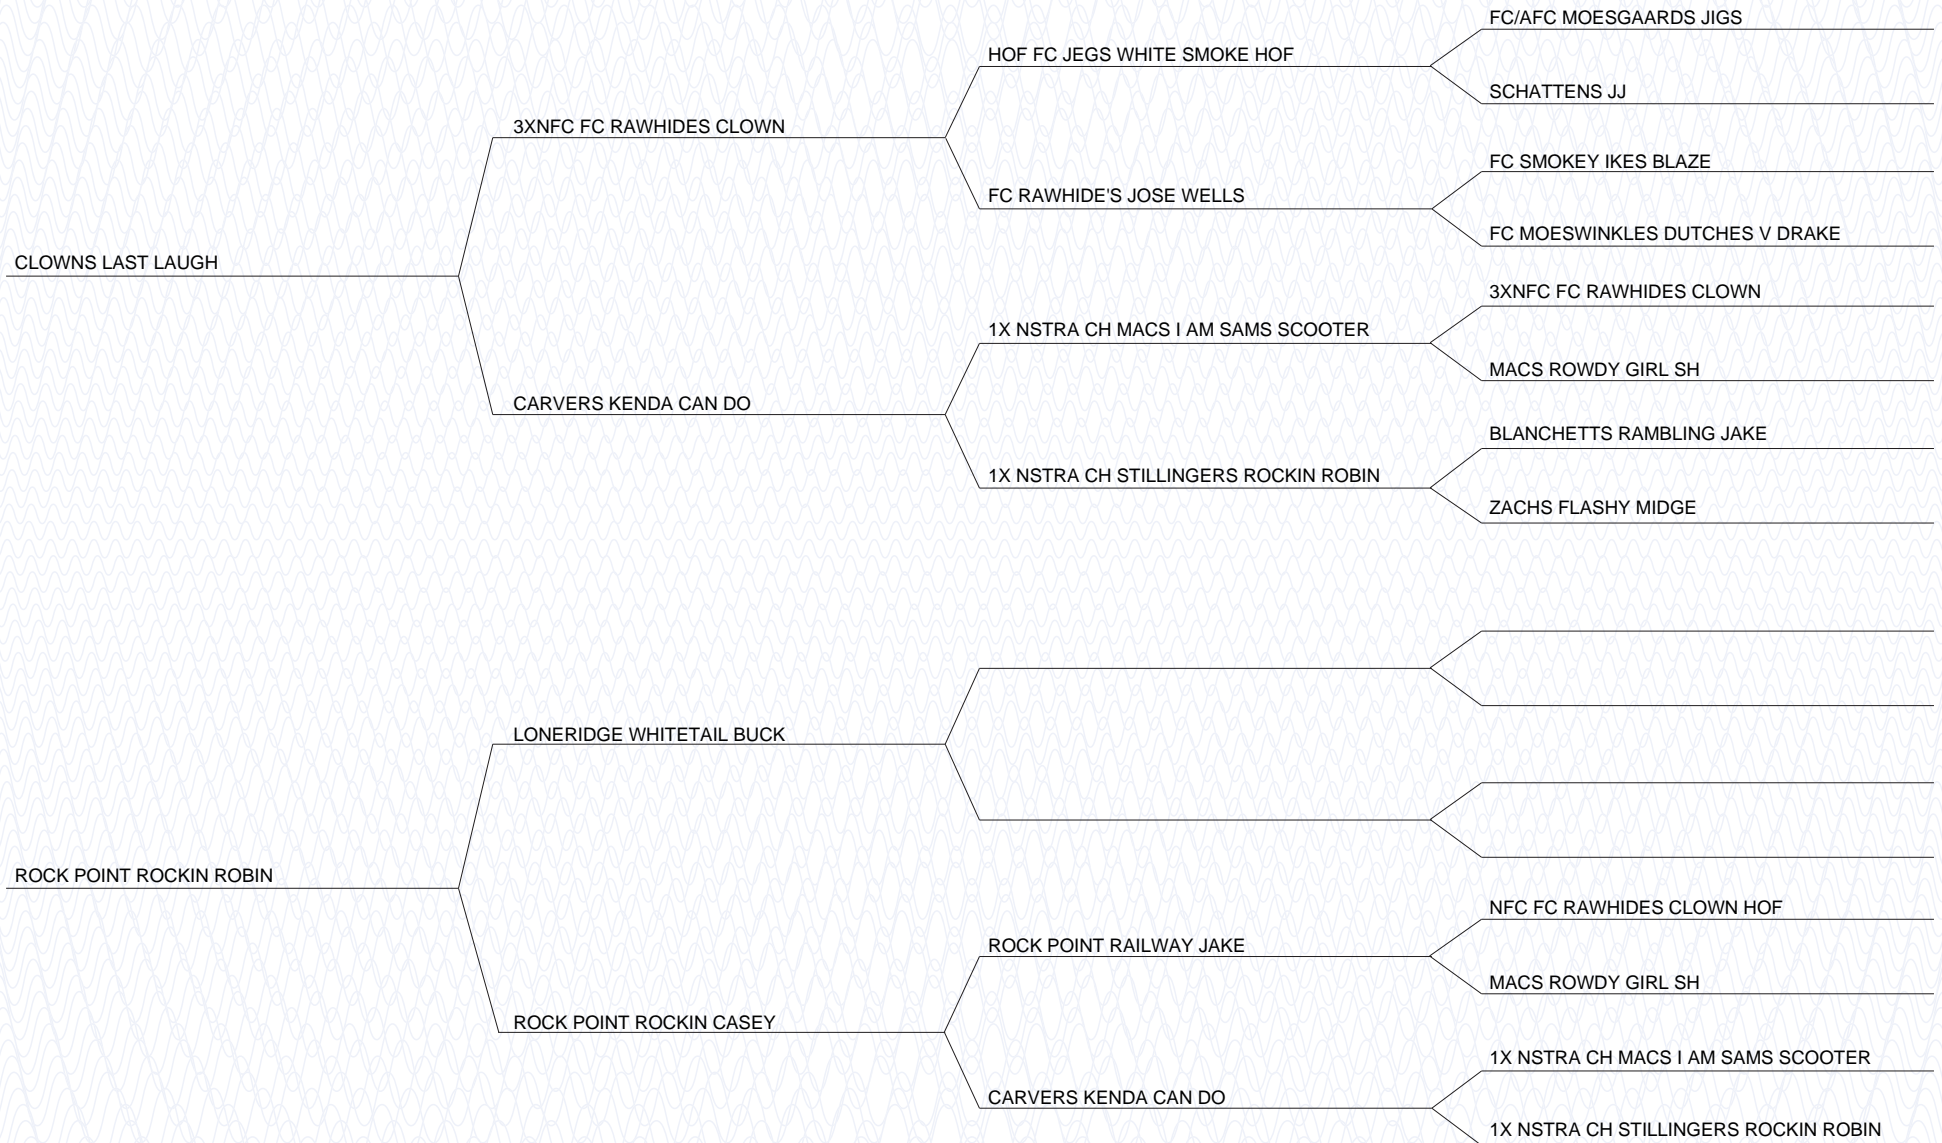 FC/AFC MOESGAARDS JIGS
HOF FC JEGS WHITE SMOKE HOF
SCHATTENS JJ
3XNFC FC RAWHIDES CLOWN
FC SMOKEY IKES BLAZE
FC RAWHIDE'S JOSE WELLS
FC MOESWINKLES DUTCHES V DRAKE
CLOWNS LAST LAUGH
3XNFC FC RAWHIDES CLOWN
1X NSTRA CH MACS I AM SAMS SCOOTER
MACS ROWDY GIRL SH
CARVERS KENDA CAN DO
BLANCHETTS RAMBLING JAKE
1X NSTRA CH STILLINGERS ROCKIN ROBIN
ZACHS FLASHY MIDGE
LONERIDGE WHITETAIL BUCK
ROCK POINT ROCKIN ROBIN
NFC FC RAWHIDES CLOWN HOF
ROCK POINT RAILWAY JAKE
MACS ROWDY GIRL SH
ROCK POINT ROCKIN CASEY
1X NSTRA CH MACS I AM SAMS SCOOTER
CARVERS KENDA CAN DO
1X NSTRA CH STILLINGERS ROCKIN ROBIN